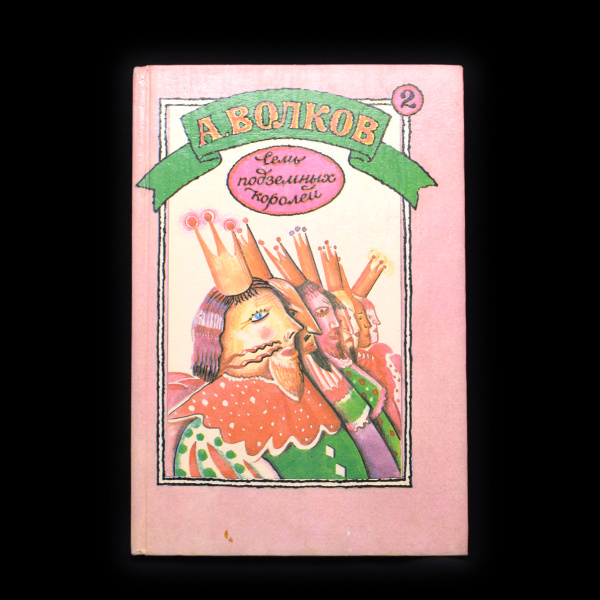 2
А. ВОЛКОВ
Семь
подземных
королей